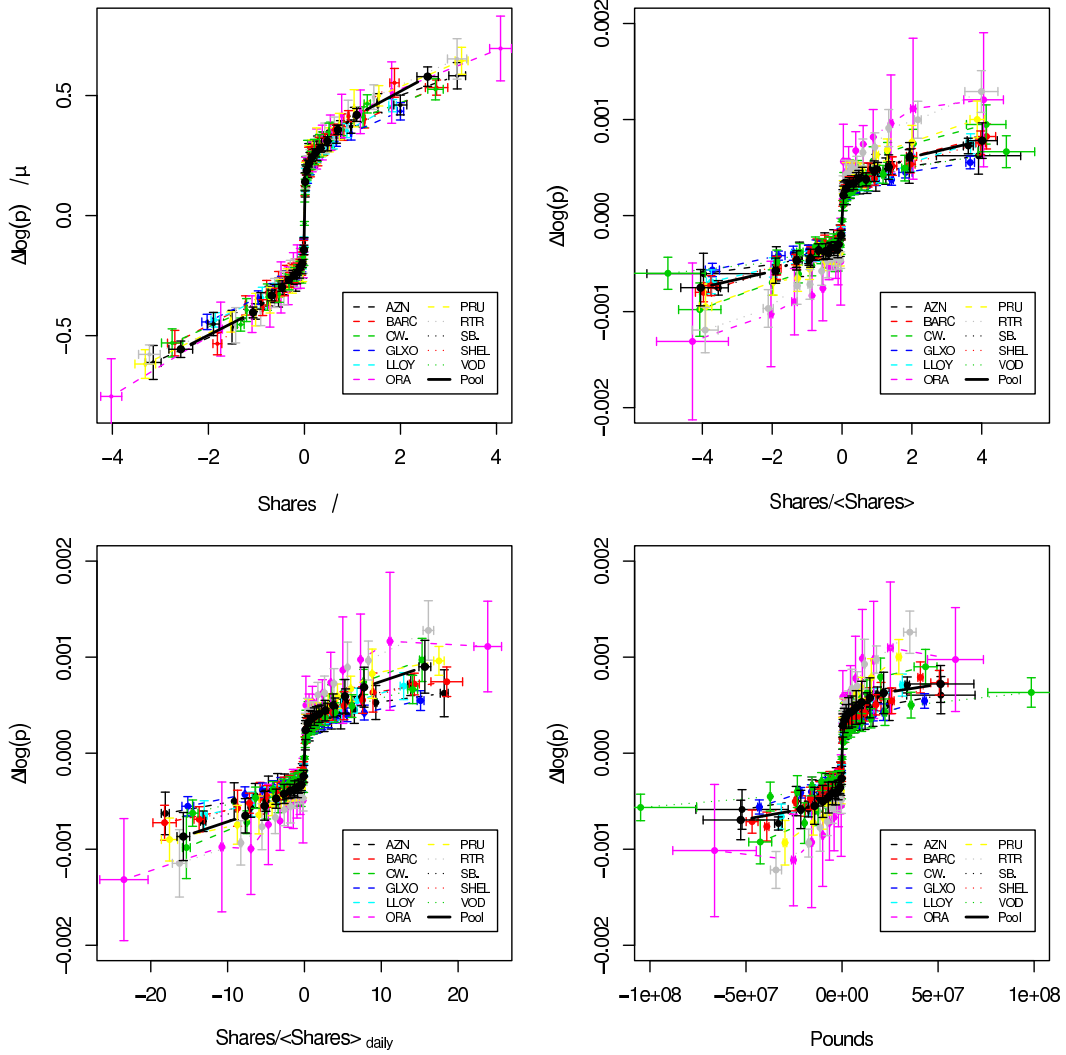 Δlog(p) /μ
0.5
0.0
−0.5
−4 −2 0 2 4
Shares /
AZN PRU
BARC RTR
CW. SB.
GLXO SHEL
LLOY VOD
ORA Pool
Δlog(p)
0.002
0.001
0.000
−0.001
−0.002
−4 −2 0 2 4
Shares/<Shares>
AZN PRU
BARC RTR
CW. SB.
GLXO SHEL
LLOY VOD
ORA Pool
Δlog(p)
0.002
0.001
0.000
−0.001
−0.002
−20 −10 0 10 20
Shares/<Shares> daily
AZN PRU
BARC RTR
CW. SB.
GLXO SHEL
LLOY VOD
ORA Pool
Δlog(p)
0.002
0.001
0.000
−0.001
−0.002
−1e+08 −5e+07 0e+00 5e+07 1e+08
Pounds
AZN PRU
BARC RTR
CW. SB.
GLXO SHEL
LLOY VOD
ORA Pool